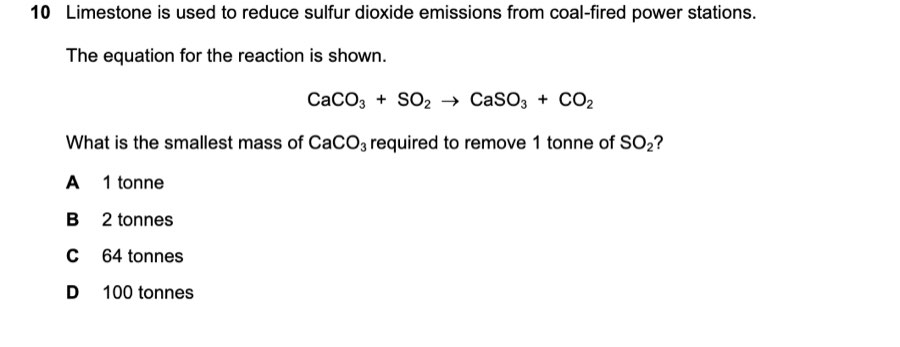 10 Limestone is used to reduce sulfur dioxide emissions from coal-fired power stations.
The equation for the reaction is shown.
CaCO₃ + SO₂ → CaSO₃ + CO₂
What is the smallest mass of CaCO₃ required to remove 1 tonne of SO₂?
A 1 tonne
B 2 tonnes
C 64 tonnes
D 100 tonnes